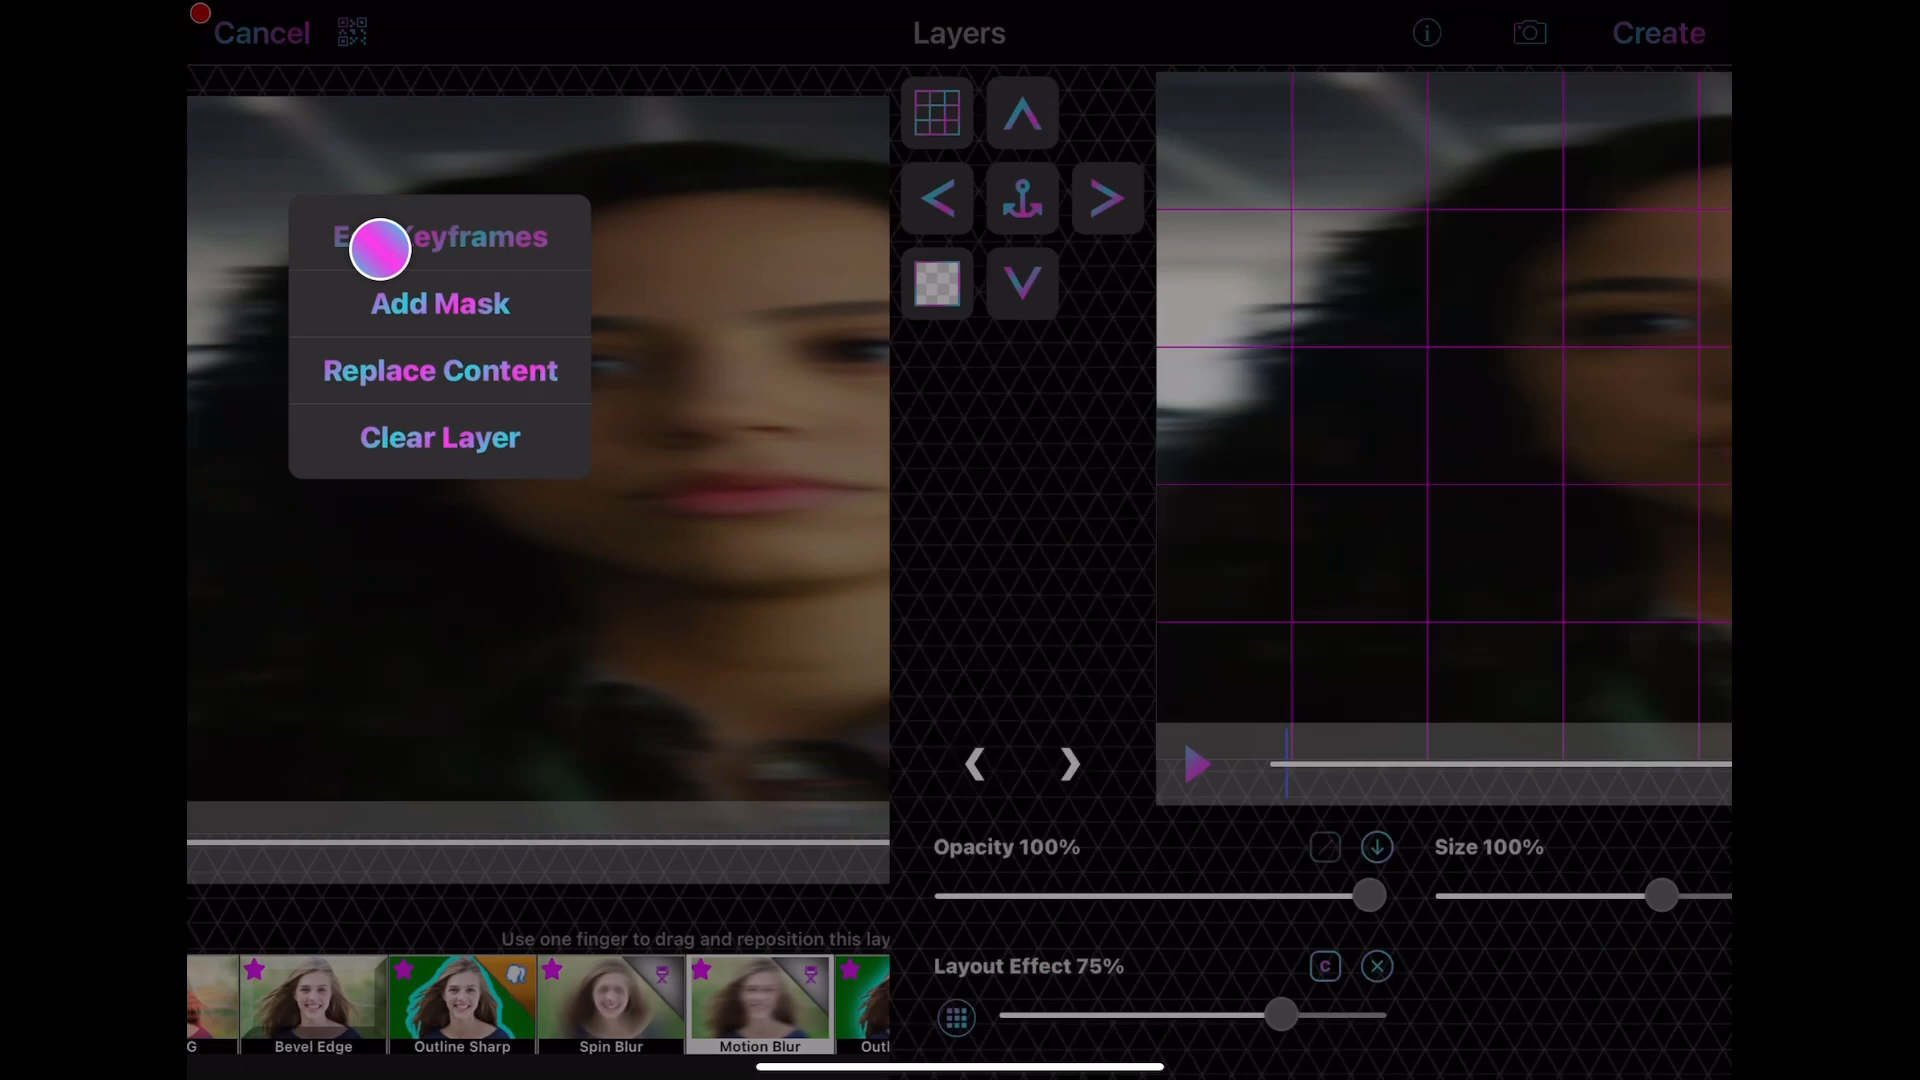 Cancel
Layers
Create
Keyframes
Add Mask
Replace Content
Clear Layer
Opacity 100%
Size 100%
Use one finger to drag and reposition this lay
Layout Effect 75%
C
G
Bevel Edge
Outline Sharp
Spin Blur
Motion Blur
Outl